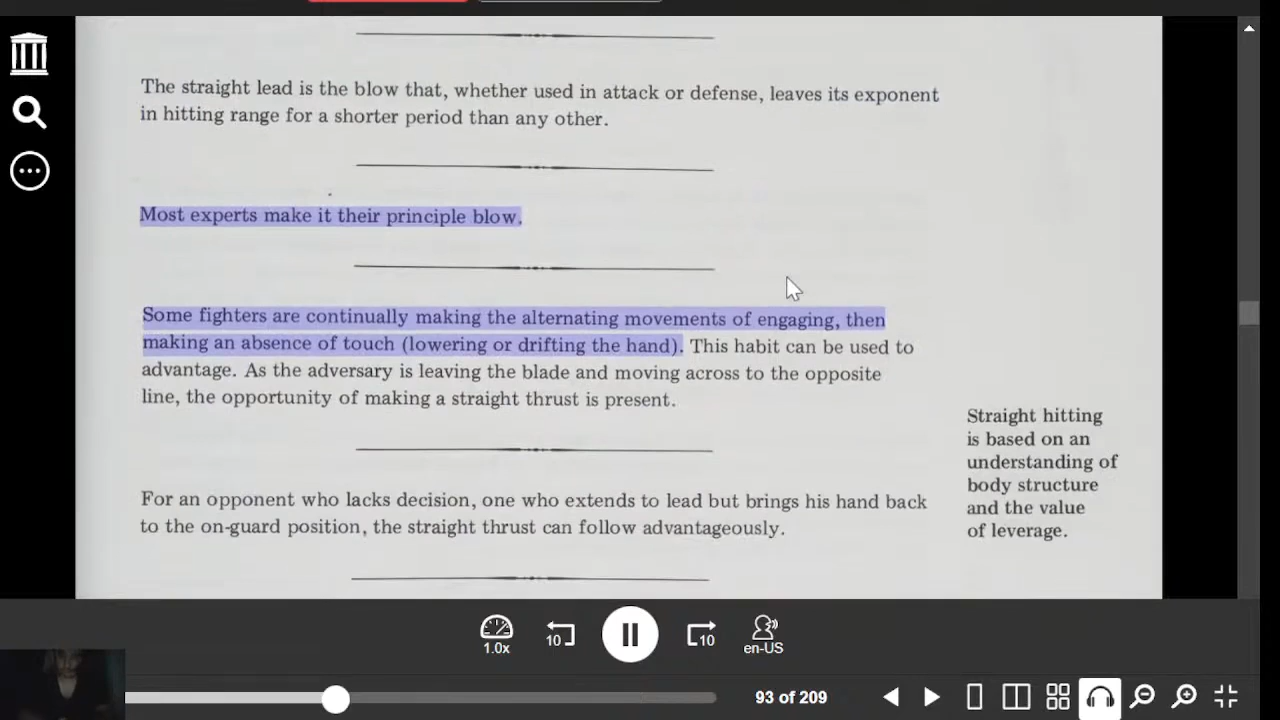 The straight lead is the blow that, whether used in attack or defense, leaves its exponent
in hitting range for a shorter period than any other.
Most experts make it their principle blow.
Some fighters are continually making the alternating movements of engaging, then
making an absence of touch (lowering or drifting the hand). This habit can be used to
advantage. As the adversary is leaving the blade and moving across to the opposite
line, the opportunity of making a straight thrust is present.
Straight hitting
is based on an
understanding of
body structure
and the value
of leverage.
For an opponent who lacks decision, one who extends to lead but brings his hand back
to the on-guard position, the straight thrust can follow advantageously.
1.0x
10
10
en-US
93 of 209